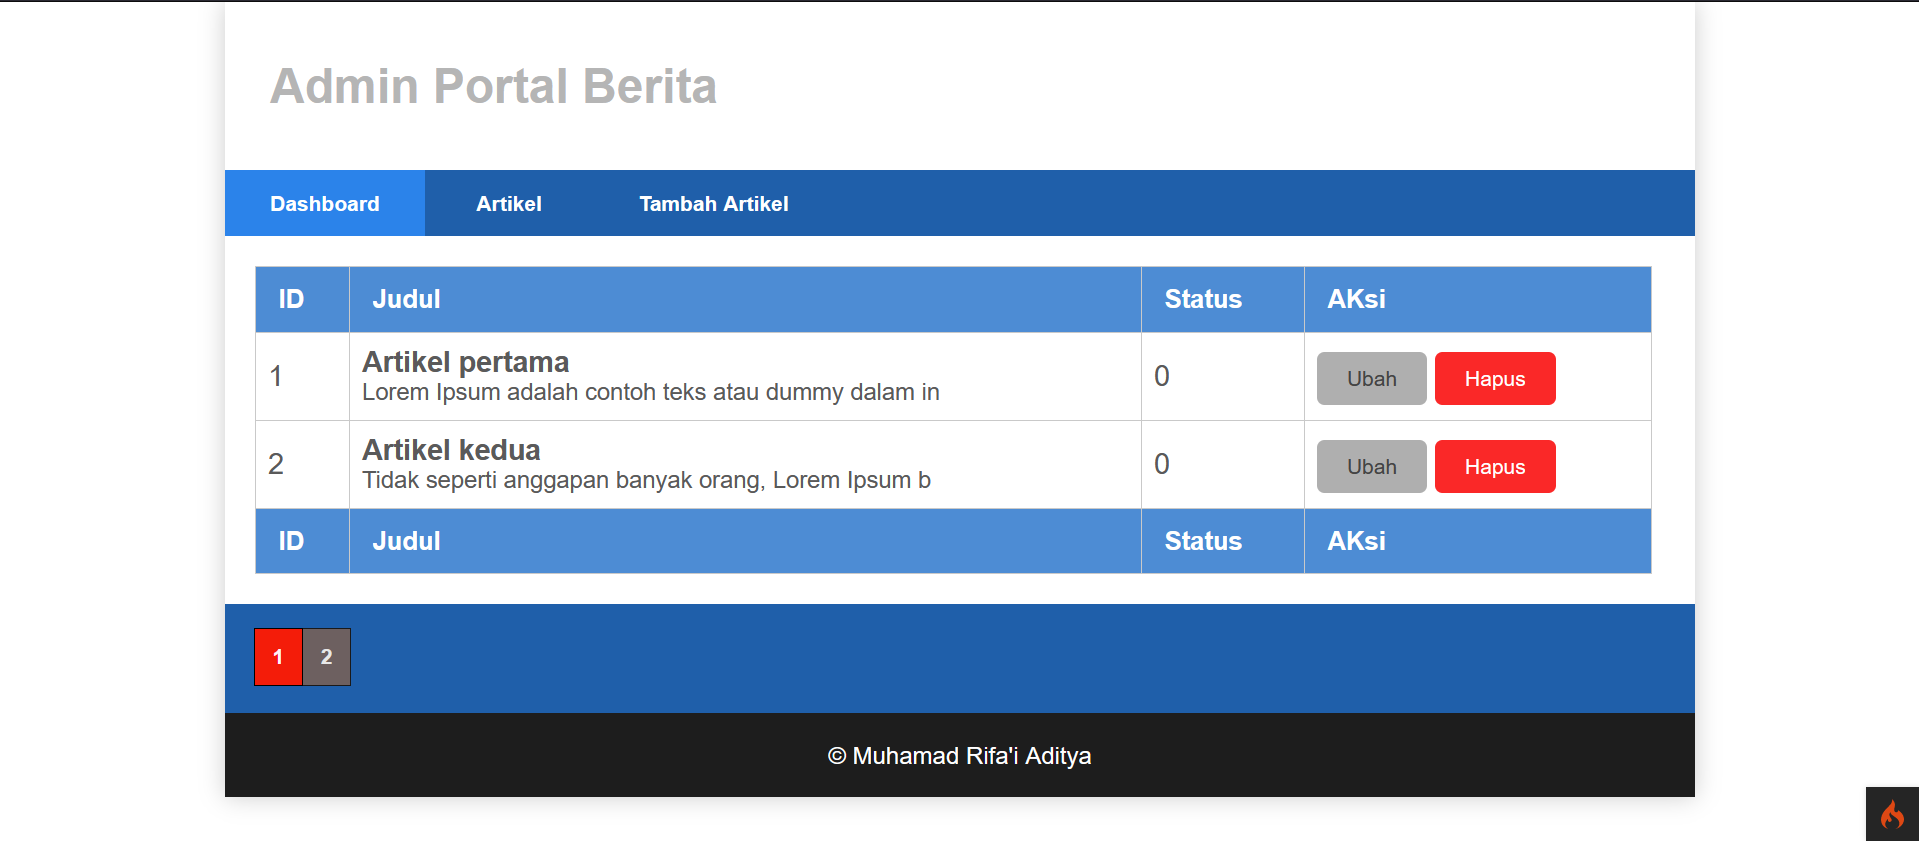 Admin Portal Berita
Dashboard Artikel Tambah Artikel
ID Judul Status AKsi
1 Artikel pertama 0 Ubah Hapus
Lorem Ipsum adalah contoh teks atau dummy dalam in
2 Artikel kedua 0 Ubah Hapus
Tidak seperti anggapan banyak orang, Lorem Ipsum b
ID Judul Status AKsi
1 2
© Muhamad Rifa'i Aditya